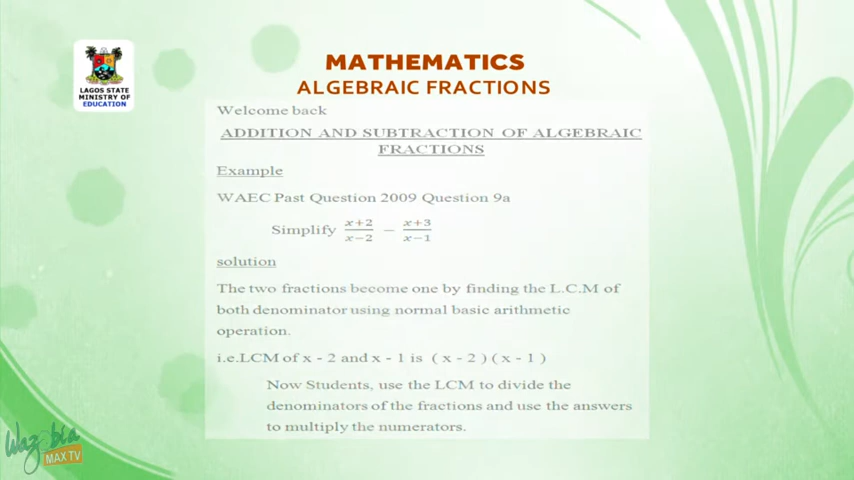 LAGOS STATE
MINISTRY OF
EDUCATION
MATHEMATICS
ALGEBRAIC FRACTIONS
Welcome back
ADDITION AND SUBTRACTION OF ALGEBRAIC
FRACTIONS
Example
WAEC Past Question 2009 Question 9a
Simplify x+2/x−2 − x+3/x−1
solution
The two fractions become one by finding the L.C.M of
both denominator using normal basic arithmetic
operation.
i.e.LCM of x - 2 and x - 1 is ( x - 2 ) ( x - 1 )
Now Students, use the LCM to divide the
denominators of the fractions and use the answers
to multiply the numerators.
Wazobia
MAX TV